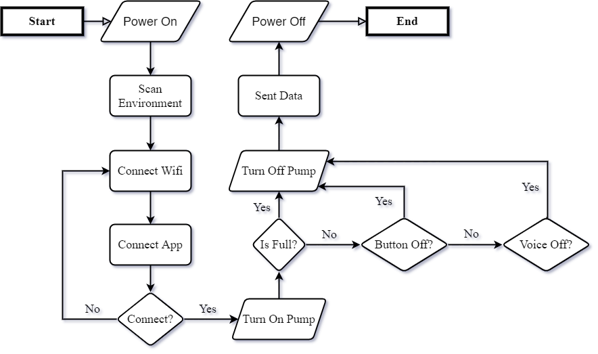 Start
Power On
Power Off
End
Scan
Environment
Sent Data
Connect Wifi
Turn Off Pump
Yes
Yes
Yes
Connect App
Is Full?
No
Button Off?
No
Voice Off?
No
Connect?
Yes
Turn On Pump